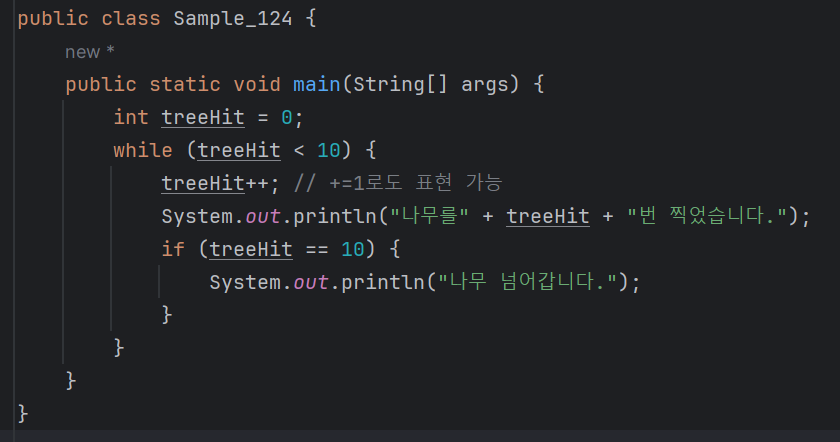 public class Sample_124 {
new *
public static void main(String[] args) {
int treeHit = 0;
while (treeHit < 10) {
treeHit++; // +=1로도 표현 가능
System.out.println("나무를" + treeHit + "번 찍었습니다.");
if (treeHit == 10) {
System.out.println("나무 넘어갑니다.");
}
}
}
}